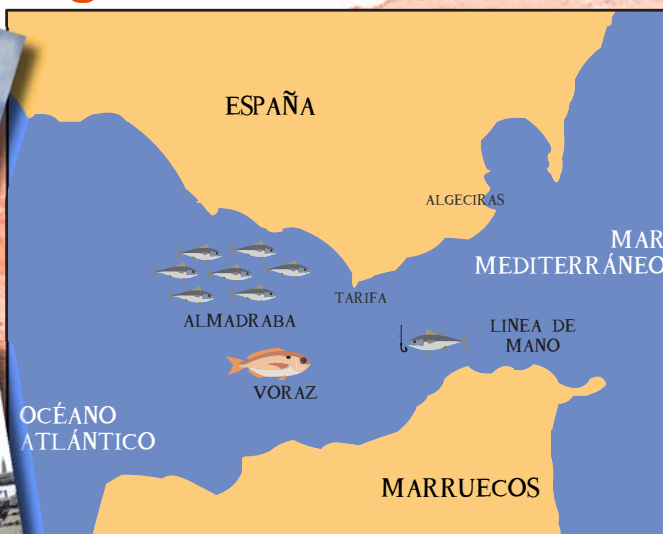 ESPAÑA
ALGECIRAS
MAR
MEDITERRÁNEO
TARIFA
ALMADRABA
LINEA DE
MANO
VORAZ
OCÉANO
ATLÁNTICO
MARRUECOS